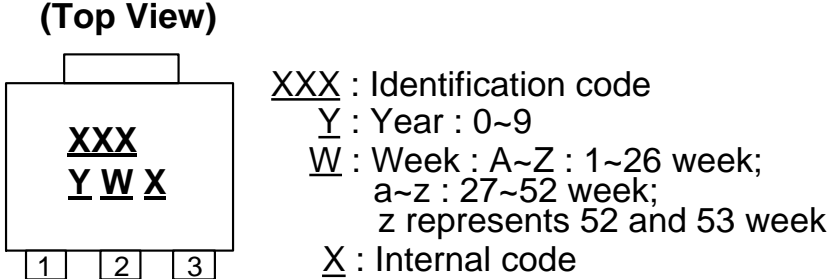 (Top View)
XXX
Y W X
1 2 3
XXX : Identification code
Y : Year : 0~9
W : Week : A~Z : 1~26 week;
a~z : 27~52 week;
z represents 52 and 53 week
X : Internal code